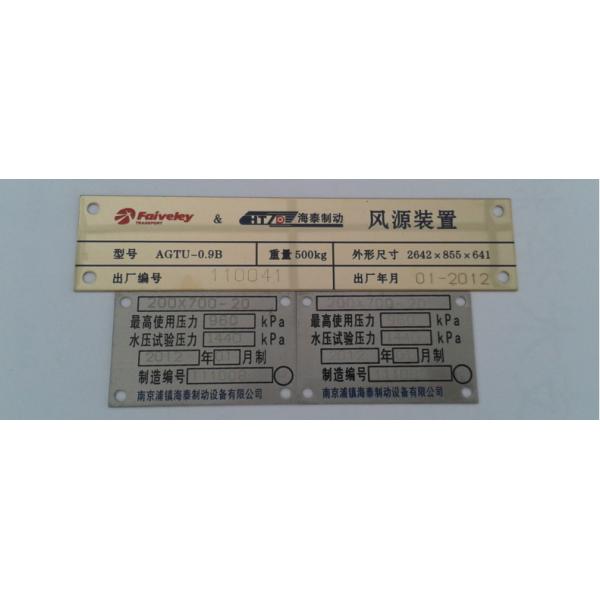 Faiveley TRANSPORT & HTZD 海泰制动 风源装置
型号 AGTU-0.9B 重量 500kg 外形尺寸 2642×855×641
出厂编号 110041 出厂年月 01-2012
200X700-20
最高使用压力 960 kPa
水压试验压力 1440 kPa
2012 年 01 月制
制造编号
南京浦镇海泰制动设备有限公司
200X700-20
最高使用压力 kPa
水压试验压力 1440 kPa
2012 年 01 月制
制造编号
南京浦镇海泰制动设备有限公司